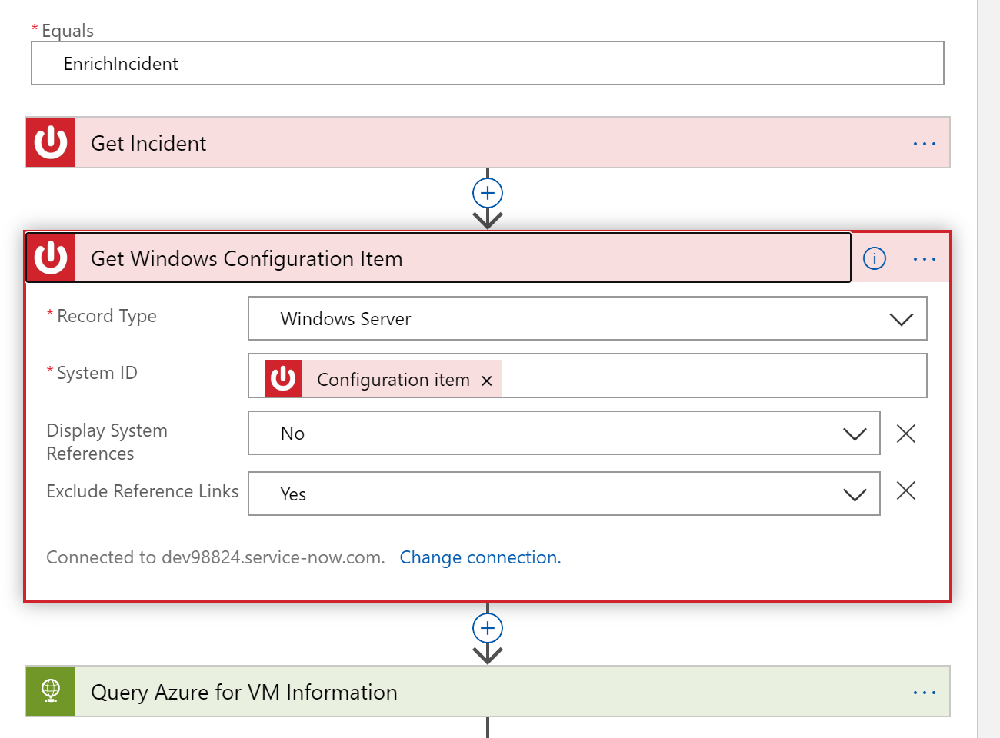 * Equals
EnrichIncident
Get Incident
Get Windows Configuration Item
* Record Type
Windows Server
* System ID
Configuration item
Display System
References
No
Exclude Reference Links
Yes
Connected to dev98824.service-now.com. Change connection.
Query Azure for VM Information